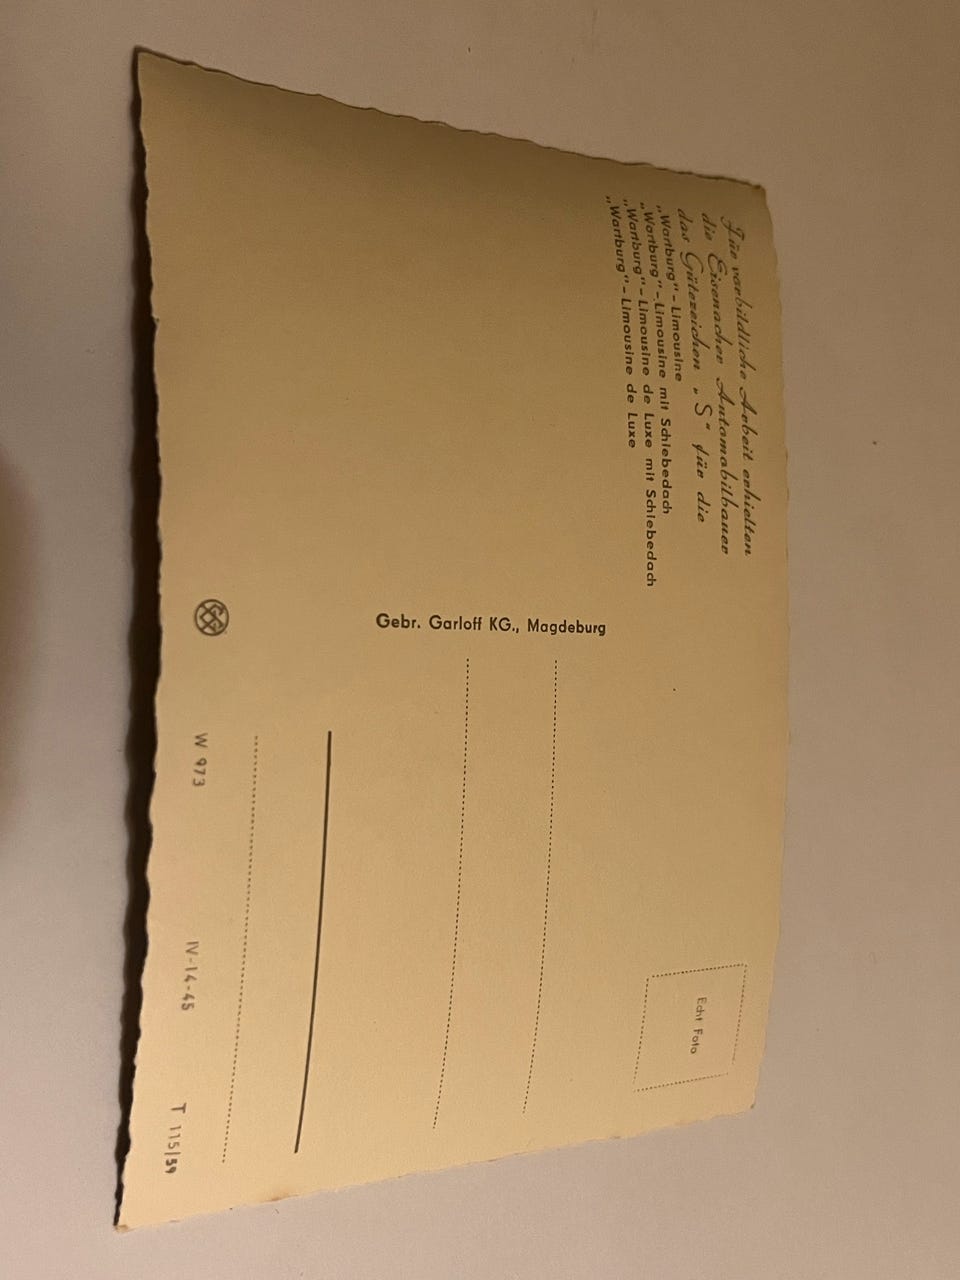 Für vorbildliche Arbeit erhielten
die Eisenacher Automobilbauer
das Gütezeichen „S“ für die
„Wartburg“-Limousine
„Wartburg“-Limousine mit Schiebedach
„Wartburg“-Limousine de Luxe mit Schiebedach
„Wartburg“-Limousine de Luxe
Gebr. Garloff KG., Magdeburg
Echt Foto
W 973
IV-14-45
T 115/59